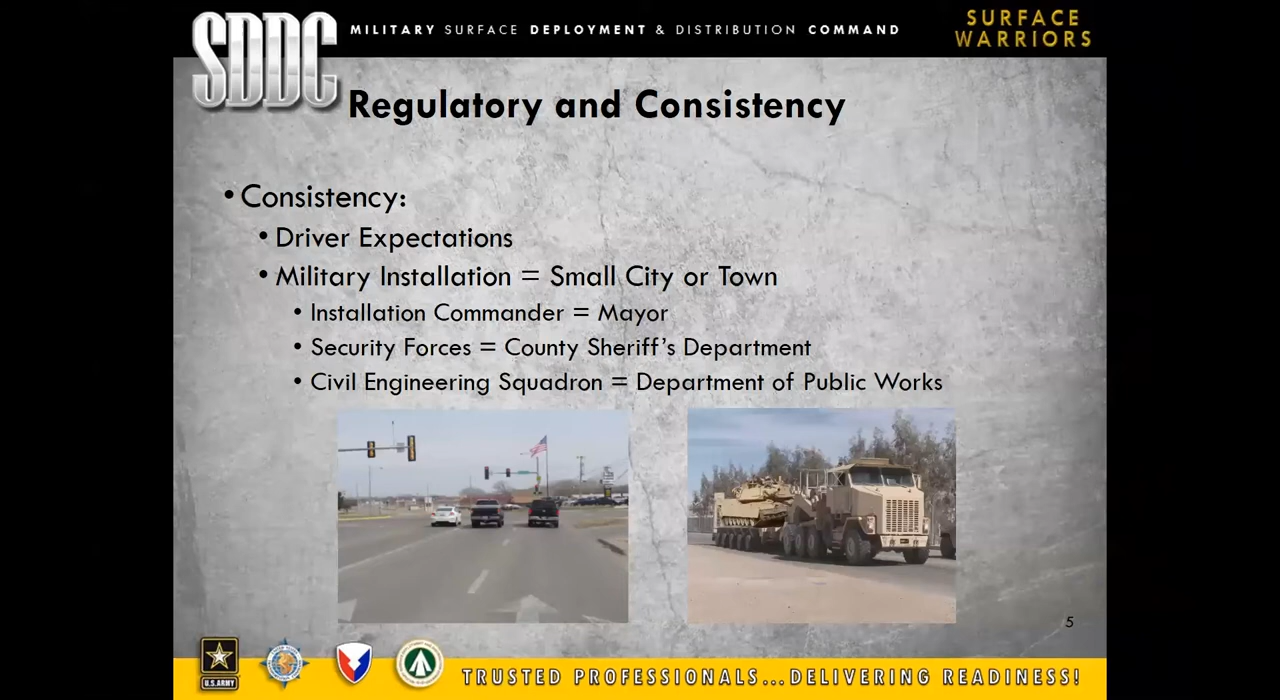 SDDC
MILITARY SURFACE DEPLOYMENT & DISTRIBUTION COMMAND
SURFACE
WARRIORS
Regulatory and Consistency
• Consistency:
• Driver Expectations
• Military Installation = Small City or Town
• Installation Commander = Mayor
• Security Forces = County Sheriff’s Department
• Civil Engineering Squadron = Department of Public Works
5
U.S.ARMY
TRUSTED PROFESSIONALS...DELIVERING READINESS!